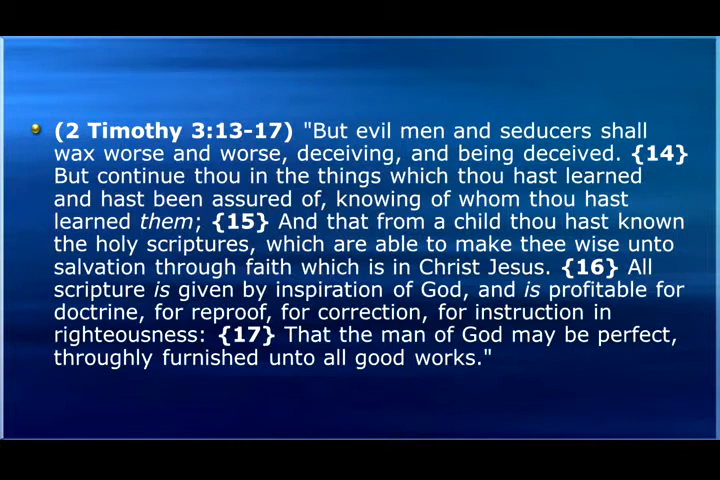 (2 Timothy 3:13-17) "But evil men and seducers shall
wax worse and worse, deceiving, and being deceived. {14}
But continue thou in the things which thou hast learned
and hast been assured of, knowing of whom thou hast
learned them; {15} And that from a child thou hast known
the holy scriptures, which are able to make thee wise unto
salvation through faith which is in Christ Jesus. {16} All
scripture is given by inspiration of God, and is profitable for
doctrine, for reproof, for correction, for instruction in
righteousness: {17} That the man of God may be perfect,
throughly furnished unto all good works."